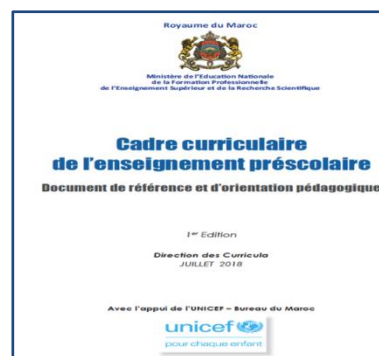 Royaume du Maroc
Ministère de l'Education Nationale
de la Formation Professionnelle
de l'Enseignement Supérieur et de la Recherche Scientifique
Cadre curriculaire
de l'enseignement préscolaire
Document de référence et d'orientation pédagogique
1er Edition
Direction des Curricula
JUILLET 2018
Avec l'appui de l'UNICEF – Bureau du Maroc
unicef
pour chaque enfant